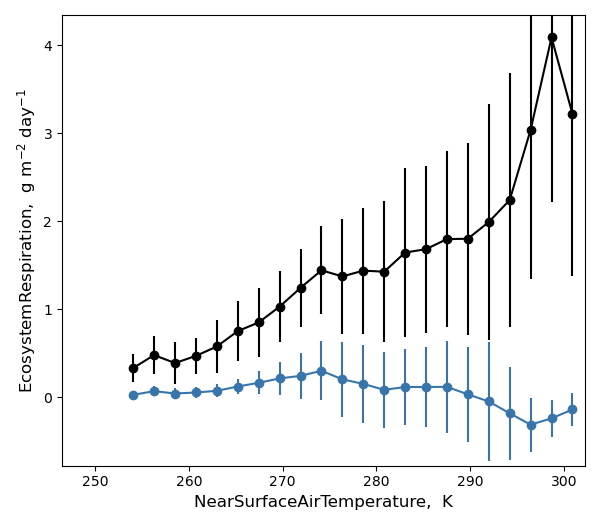 EcosystemRespiration, g m⁻² day⁻¹
4
3
2
1
0
250 260 270 280 290 300
NearSurfaceAirTemperature, K